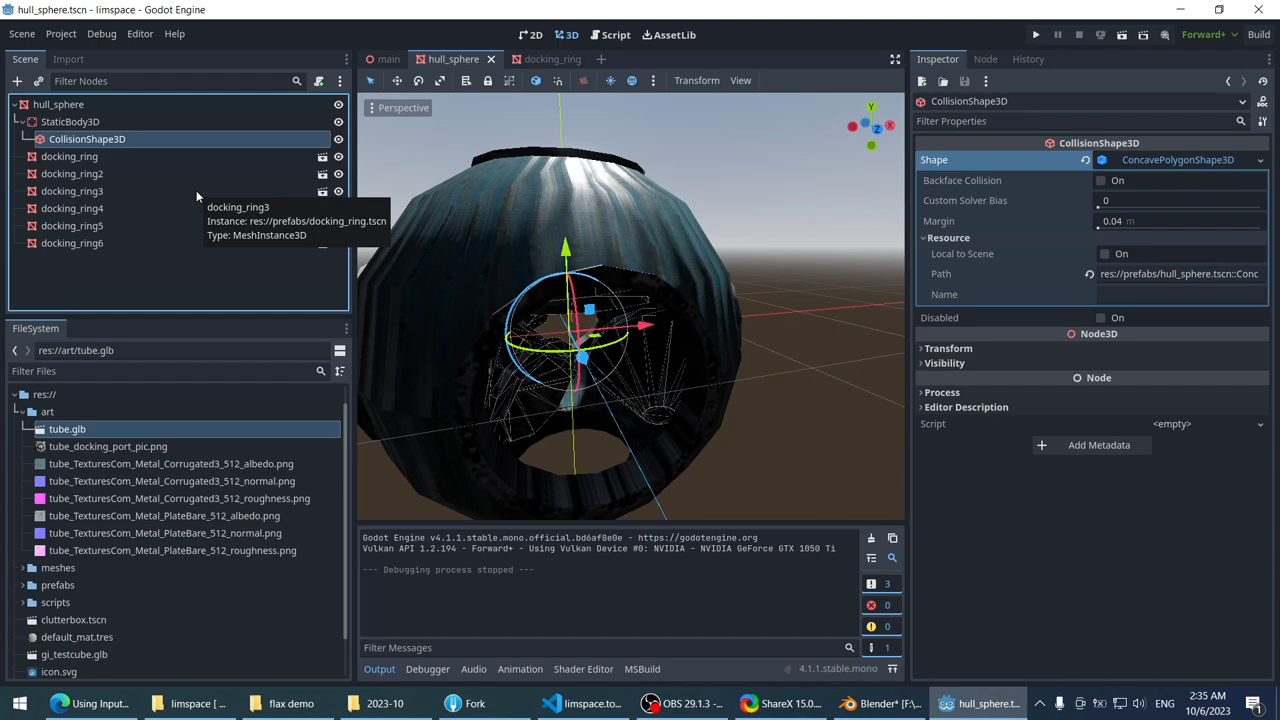 hull_sphere.tscn - limspace - Godot Engine
Scene Project Debug Editor Help
2D 3D Script AssetLib
Forward+ Build
Scene Import
main hull_sphere docking_ring
Inspector Node History
Filter Nodes
Transform View
Perspective
Y
X
Z
hull_sphere
StaticBody3D
CollisionShape3D
docking_ring
docking_ring2
docking_ring3
docking_ring4
docking_ring5
docking_ring6
docking_ring3
Instance: res://prefabs/docking_ring.tscn
Type: MeshInstance3D
FileSystem
res://art/tube.glb
Filter Files
res://
art
tube.glb
tube_docking_port_pic.png
tube_TexturesCom_Metal_Corrugated3_512_albedo.png
tube_TexturesCom_Metal_Corrugated3_512_normal.png
tube_TexturesCom_Metal_Corrugated3_512_roughness.png
tube_TexturesCom_Metal_PlateBare_512_albedo.png
tube_TexturesCom_Metal_PlateBare_512_normal.png
tube_TexturesCom_Metal_PlateBare_512_roughness.png
meshes
prefabs
scripts
clutterbox.tscn
default_mat.tres
gi_testcube.glb
icon.svg
Godot Engine v4.1.1.stable.mono.official.bd6af8e0e - https://godotengine.org
Vulkan API 1.2.194 - Forward+ - Using Vulkan Device #0: NVIDIA - NVIDIA GeForce GTX 1050 Ti
--- Debugging process stopped ---
3
0
0
1
Filter Messages
Output Debugger Audio Animation Shader Editor MSBuild
4.1.1.stable.mono
CollisionShape3D
Filter Properties
CollisionShape3D
Shape ConcavePolygonShape3D
Backface Collision On
Custom Solver Bias 0
Margin 0.04 m
Resource
Local to Scene On
Path res://prefabs/hull_sphere.tscn::Conc
Name
Disabled On
Node3D
Transform
Visibility
Node
Process
Editor Description
Script <empty>
Add Metadata
Using Input... limspace [ ... flax demo 2023-10 Fork limspace.to... OBS 29.1.3 - ... ShareX 15.0... Blender* [F:\... hull_sphere.t...
2:35 AM
10/6/2023
1